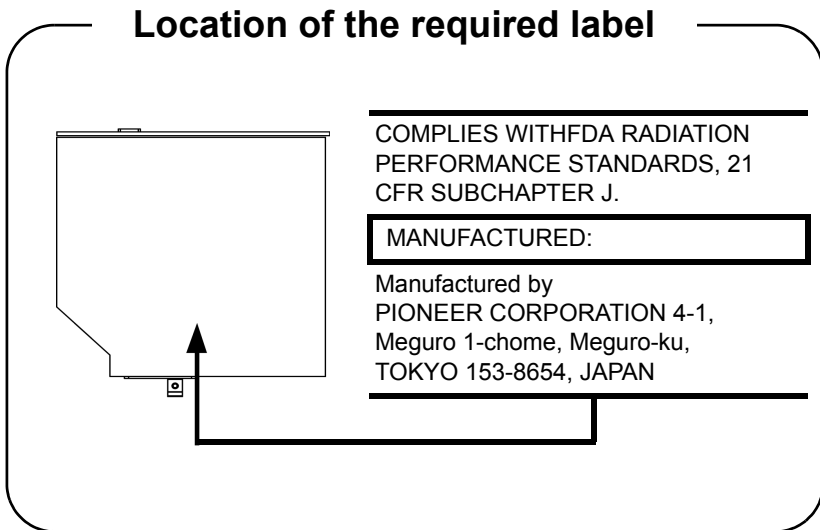 Location of the required label
COMPLIES WITHFDA RADIATION
PERFORMANCE STANDARDS, 21
CFR SUBCHAPTER J.
MANUFACTURED:
Manufactured by
PIONEER CORPORATION 4-1,
Meguro 1-chome, Meguro-ku,
TOKYO 153-8654, JAPAN